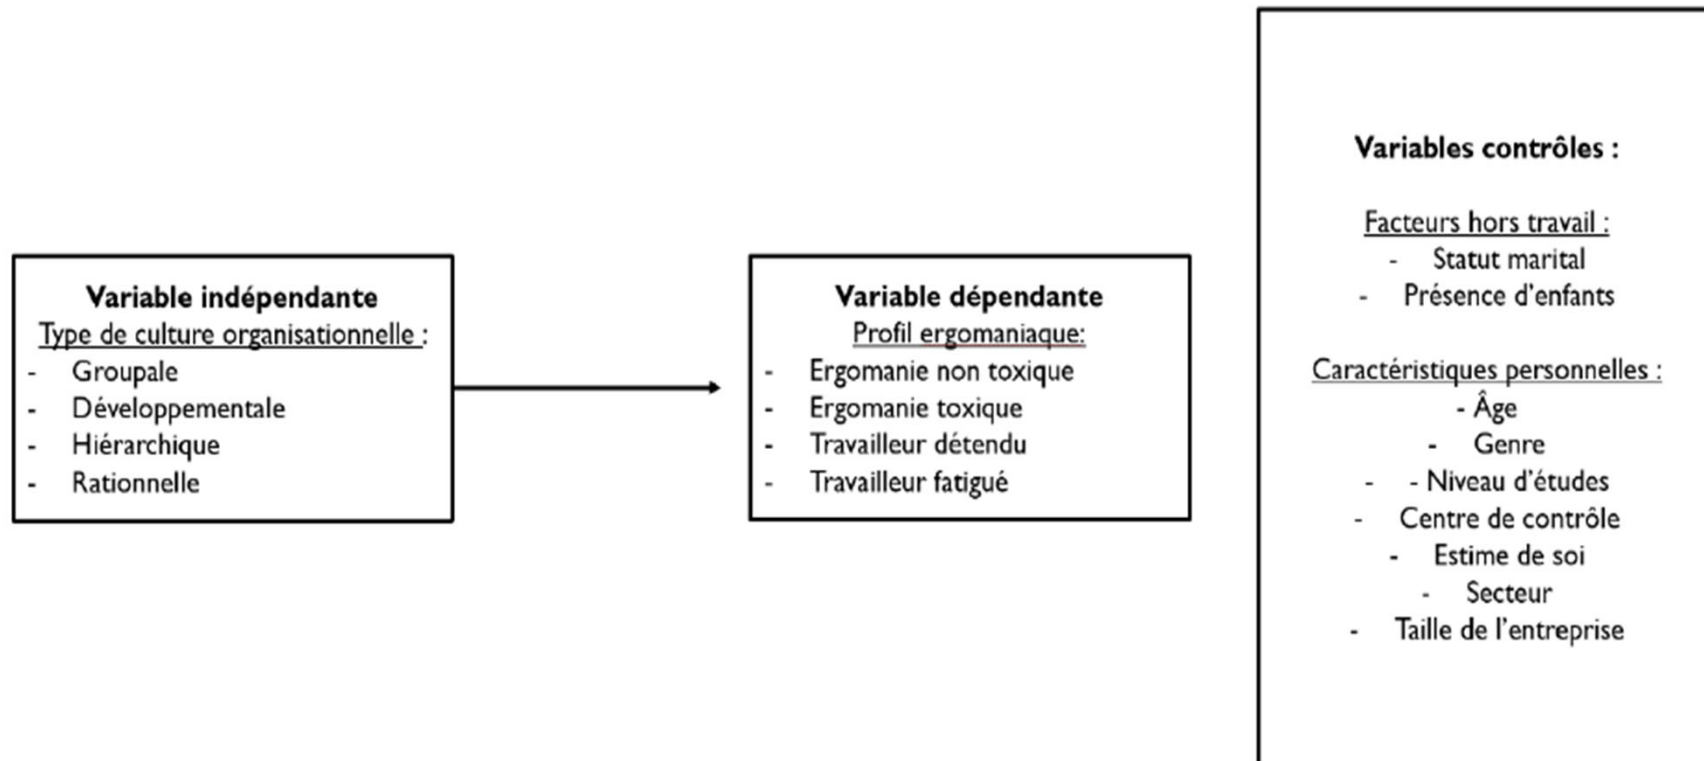 Variable indépendante
Type de culture organisationnelle :
- Groupale
- Développementale
- Hiérarchique
- Rationnelle
Variable dépendante
Profil ergomaniaque:
- Ergomanie non toxique
- Ergomanie toxique
- Travailleur détendu
- Travailleur fatigué
Variables contrôles :
Facteurs hors travail :
- Statut marital
- Présence d'enfants
Caractéristiques personnelles :
- Âge
- Genre
- - Niveau d'études
- Centre de contrôle
- Estime de soi
- Secteur
- Taille de l'entreprise